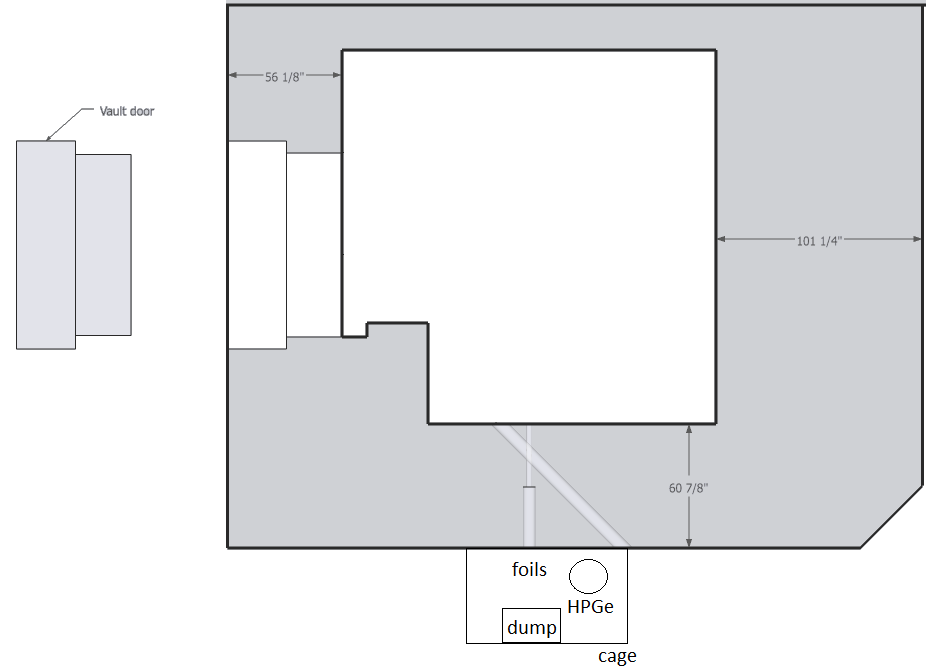 56 1/8"
Vault door
101 1/4"
60 7/8"
foils
HPGe
dump
cage